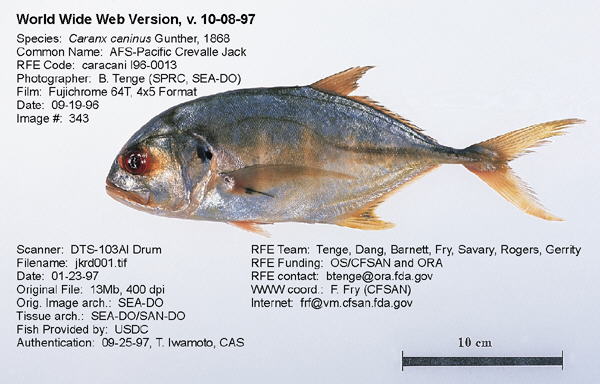 World Wide Web Version, v. 10-08-97
Species: Caranx caninus Gunther, 1868
Common Name: AFS-Pacific Crevalle Jack
RFE Code: caracani I96-0013
Photographer: B. Tenge (SPRC, SEA-DO)
Film: Fujichrome 64T, 4x5 Format
Date: 09-19-96
Image #: 343
Scanner: DTS-103AI Drum
Filename: jkrd001.tif
Date: 01-23-97
Original File: 13Mb, 400 dpi
Orig. Image arch.: SEA-DO
Tissue arch.: SEA-DO/SAN-DO
Fish Provided by: USDC
Authentication: 09-25-97, T. Iwamoto, CAS
RFE Team: Tenge, Dang, Barnett, Fry, Savary, Rogers, Gerrity
RFE Funding: OS/CFSAN and ORA
RFE contact: btenge@ora.fda.gov
WWW coord.: F. Fry (CFSAN)
Internet: frf@vm.cfsan.fda.gov
10 cm